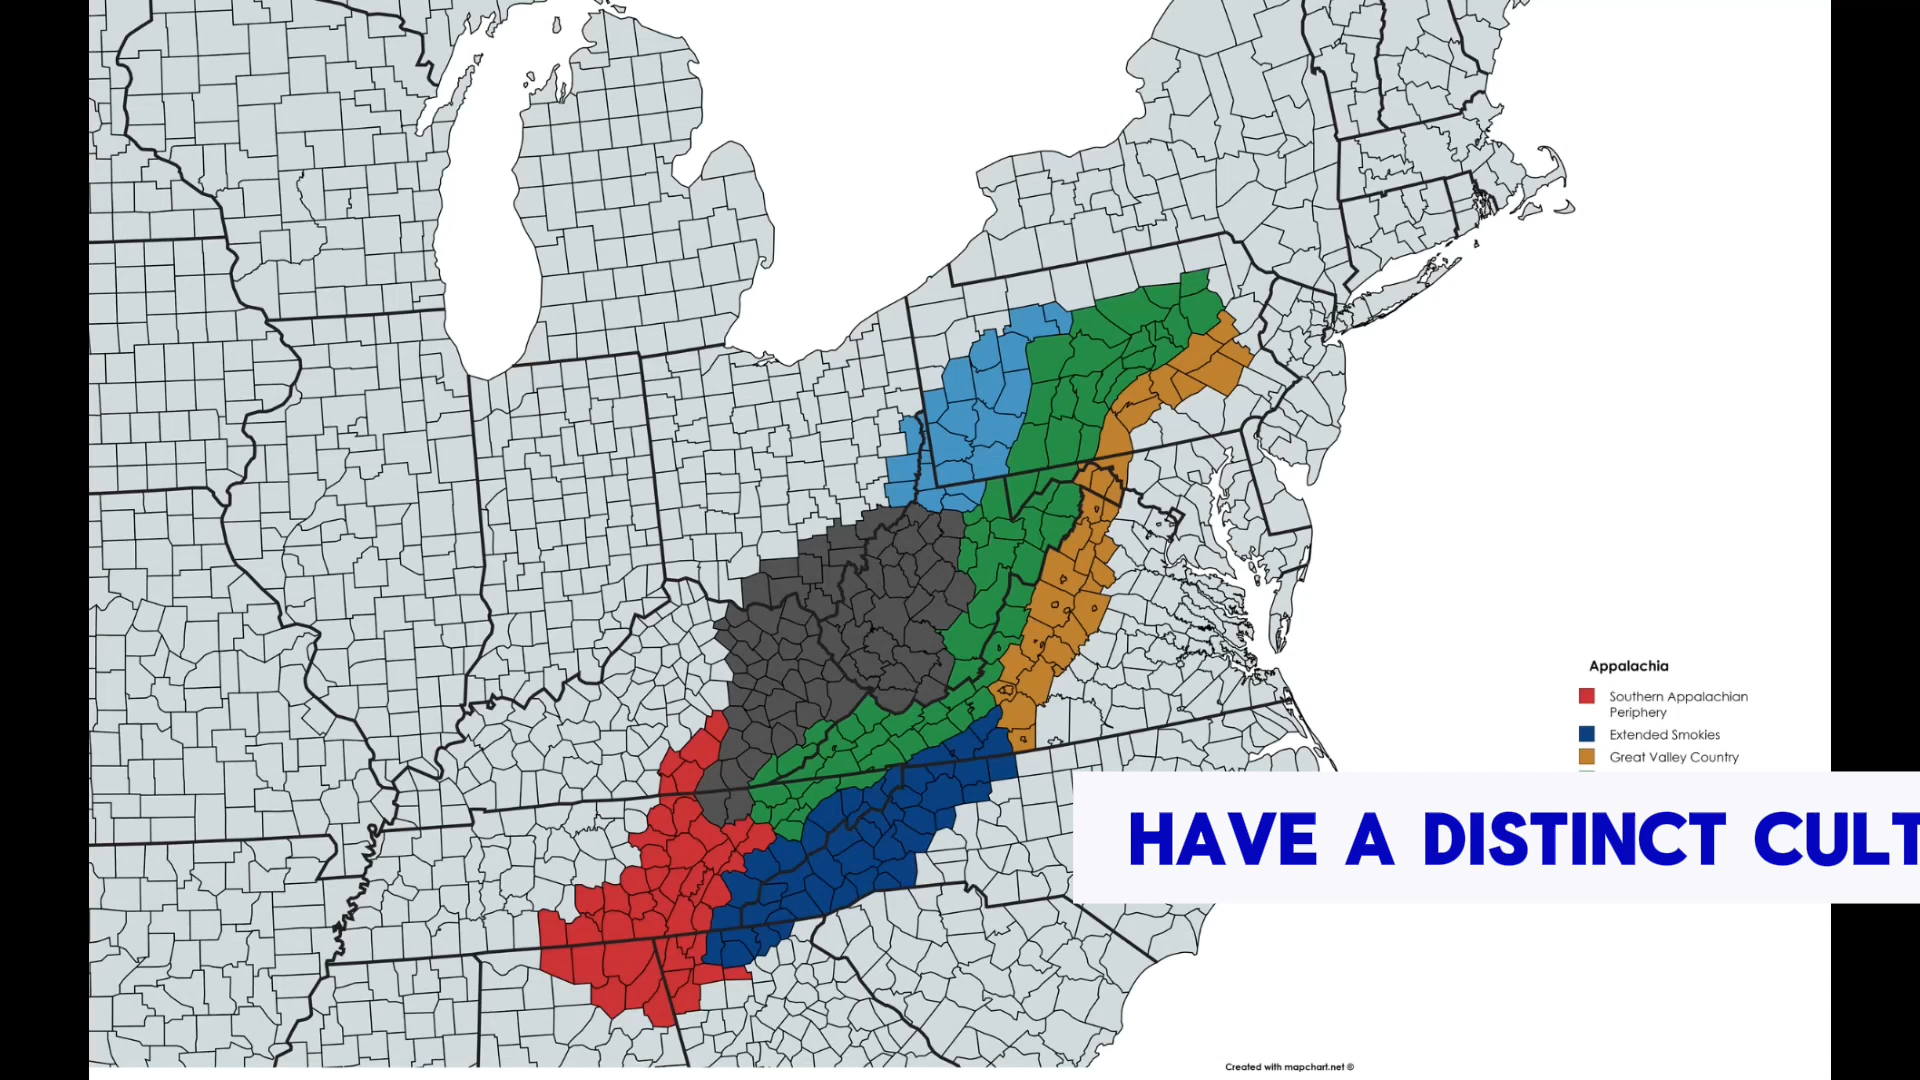 Appalachia
Southern Appalachian
Periphery
Extended Smokies
Great Valley Country
HAVE A DISTINCT CULT
Created with mapchart.net ©